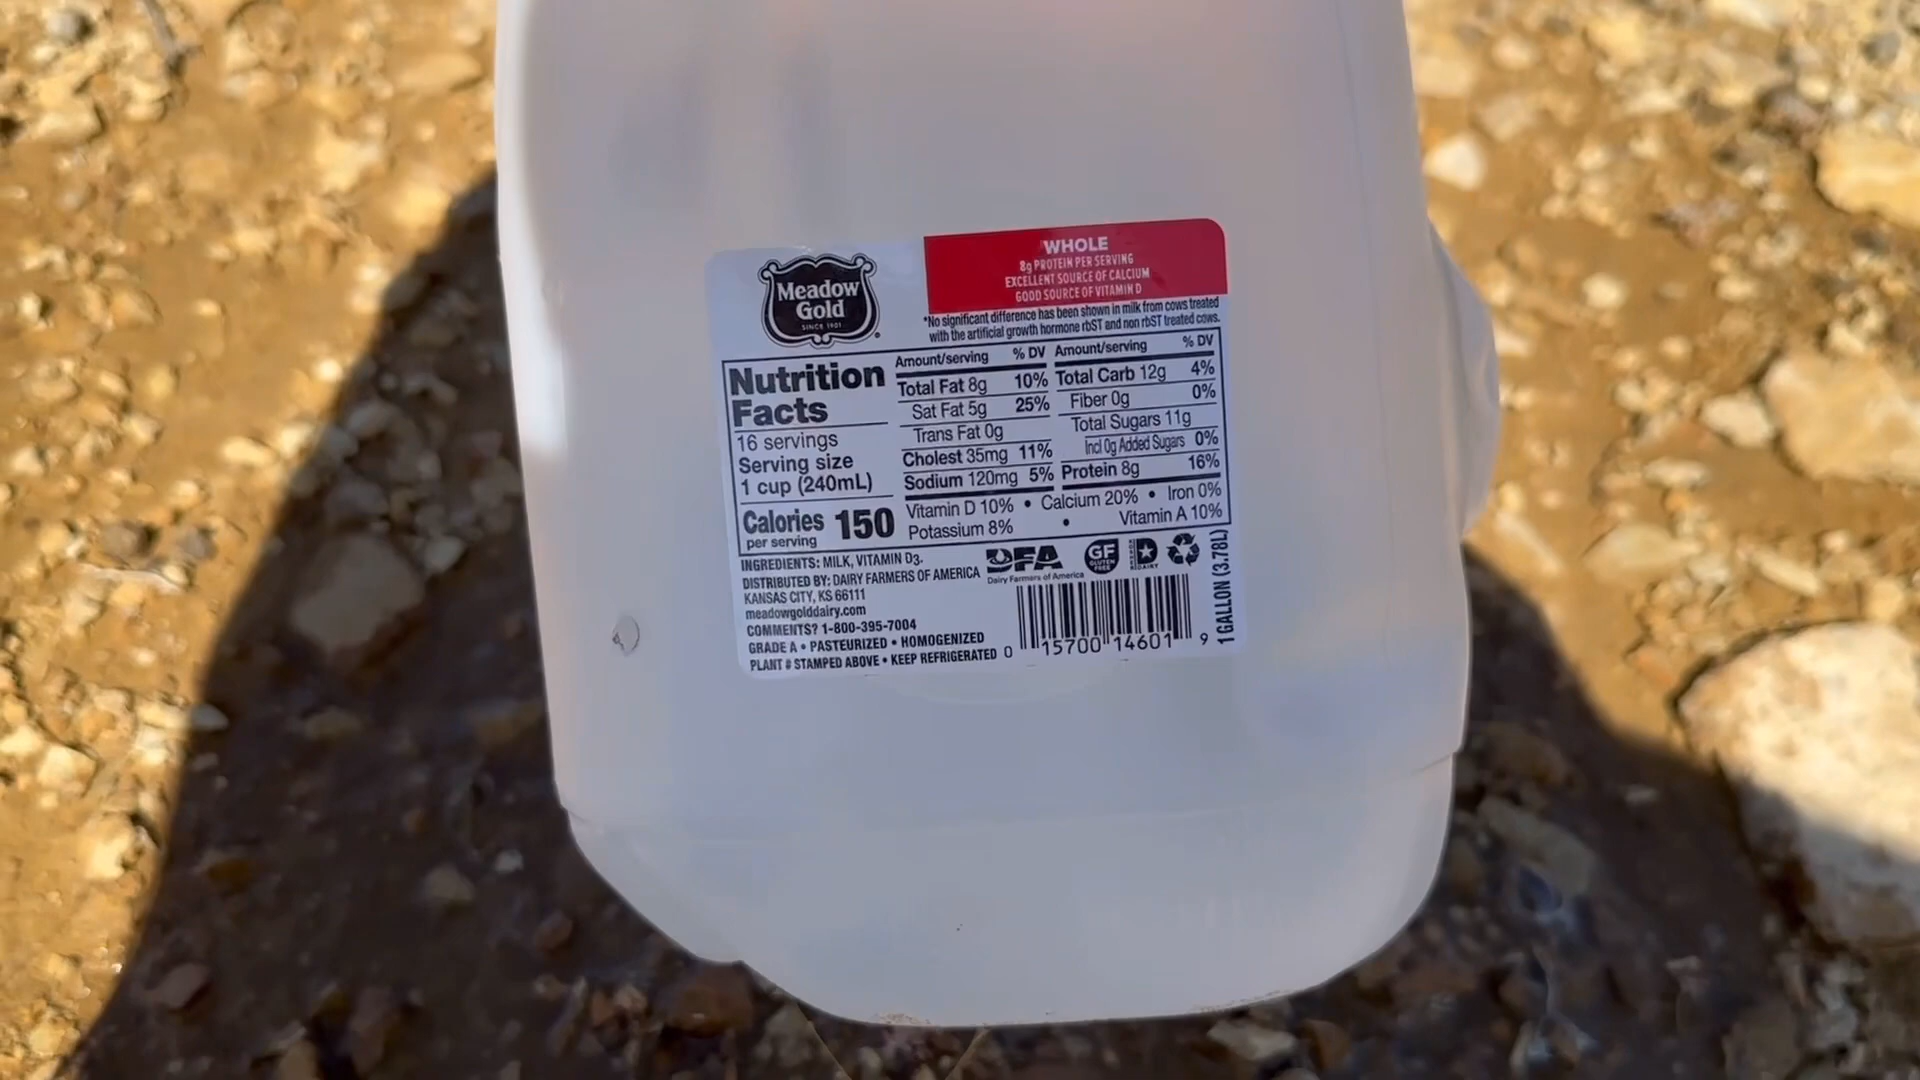 Meadow
Gold
SINCE 1901
WHOLE
8g PROTEIN PER SERVING
EXCELLENT SOURCE OF CALCIUM
GOOD SOURCE OF VITAMIN D
*No significant difference has been shown in milk from cows treated
with the artificial growth hormone rbST and non rbST treated cows.
Nutrition
Facts
16 servings
Serving size
1 cup (240mL)
Calories 150
per serving
Amount/serving % DV
Total Fat 8g 10%
Sat Fat 5g 25%
Trans Fat 0g
Cholest 35mg 11%
Sodium 120mg 5%
Amount/serving % DV
Total Carb 12g 4%
Fiber 0g 0%
Total Sugars 11g
Incl 0g Added Sugars 0%
Protein 8g 16%
Vitamin D 10% • Calcium 20% • Iron 0%
Potassium 8% • Vitamin A 10%
INGREDIENTS: MILK, VITAMIN D3.
DISTRIBUTED BY: DAIRY FARMERS OF AMERICA
KANSAS CITY, KS 66111
meadowgolddairy.com
COMMENTS? 1-800-395-7004
GRADE A • PASTEURIZED • HOMOGENIZED
PLANT # STAMPED ABOVE • KEEP REFRIGERATED
DFA
Dairy Farmers of America
GF
GLUTEN
FREE
D
DAIRY
0 15700 14601 9
1 GALLON (3.78L)